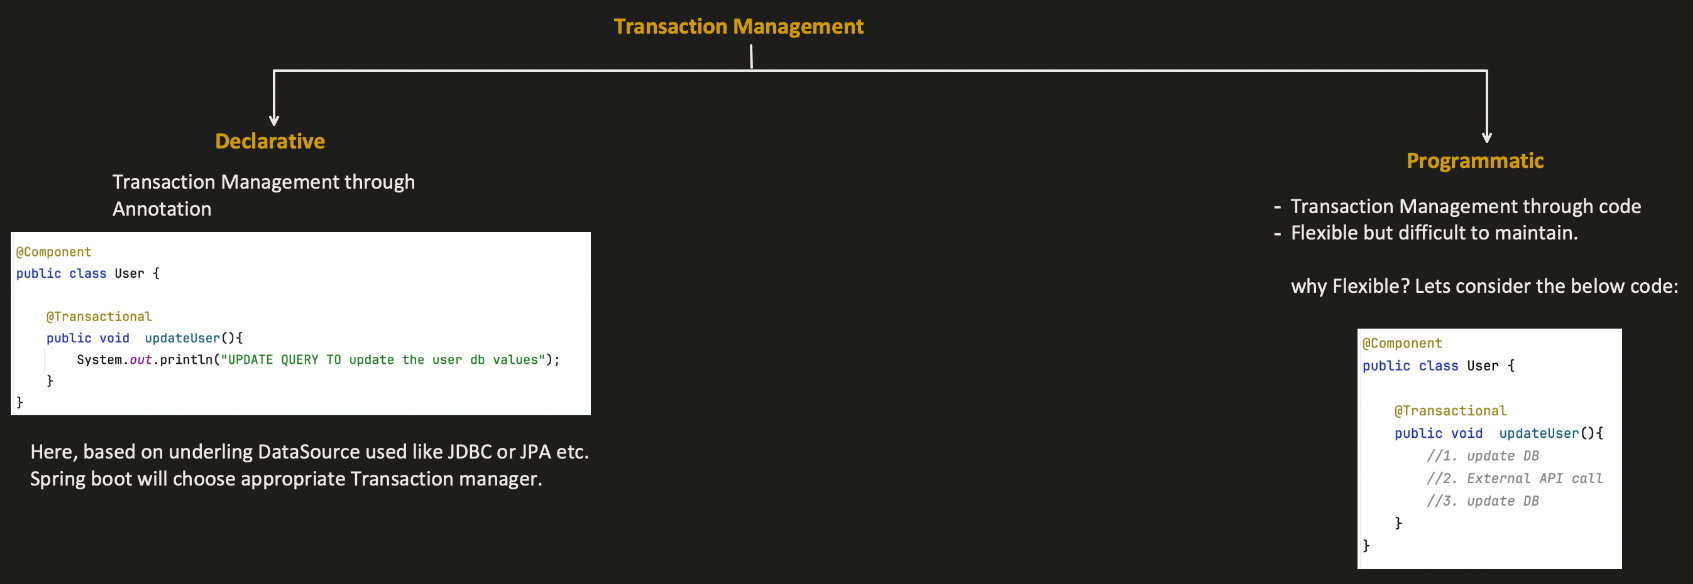 Transaction Management
Declarative
Transaction Management through
Annotation
@Component
public class User {
@Transactional
public void updateUser(){
System.out.println("UPDATE QUERY TO update the user db values");
}
}
Here, based on underling DataSource used like JDBC or JPA etc.
Spring boot will choose appropriate Transaction manager.
Programmatic
- Transaction Management through code
- Flexible but difficult to maintain.
why Flexible? Lets consider the below code:
@Component
public class User {
@Transactional
public void updateUser(){
//1. update DB
//2. External API call
//3. update DB
}
}